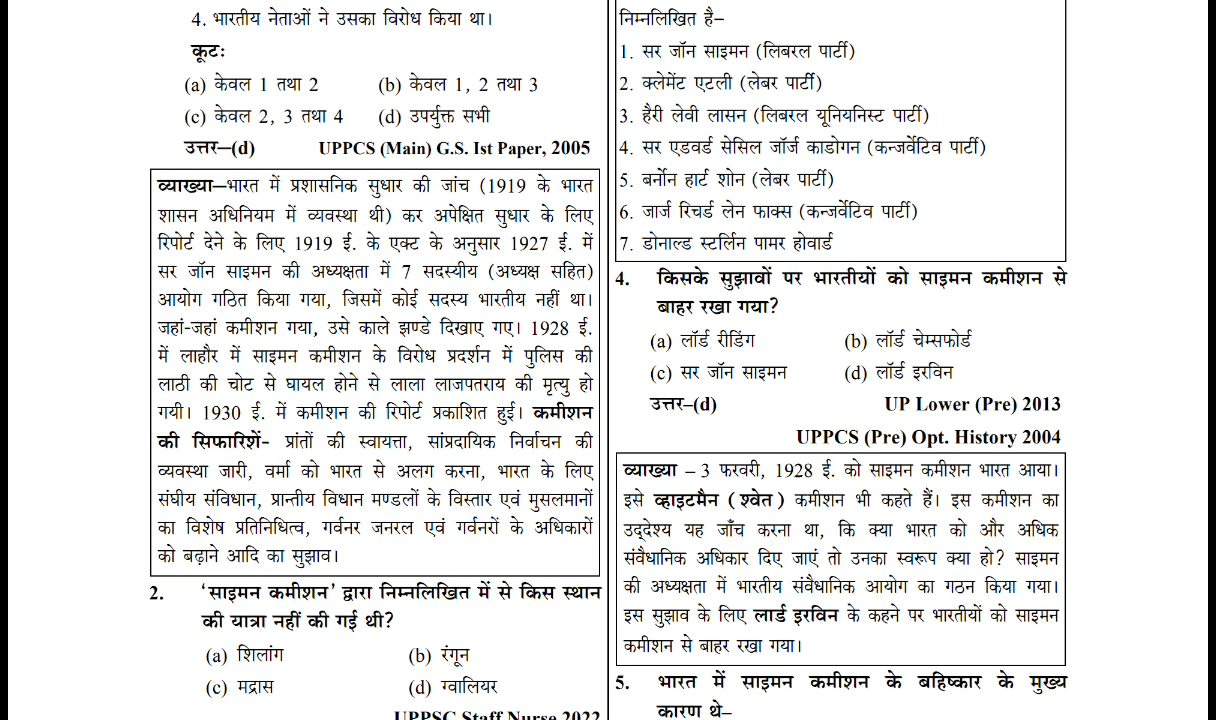 4. भारतीय नेताओं ने उसका विरोध किया था।
कूटः
(a) केवल 1 तथा 2 (b) केवल 1, 2 तथा 3
(c) केवल 2, 3 तथा 4 (d) उपर्युक्त सभी
उत्तर–(d) UPPCS (Main) G.S. Ist Paper, 2005
व्याख्या–भारत में प्रशासनिक सुधार की जांच (1919 के भारत
शासन अधिनियम में व्यवस्था थी) कर अपेक्षित सुधार के लिए
रिपोर्ट देने के लिए 1919 ई. के एक्ट के अनुसार 1927 ई. में
सर जॉन साइमन की अध्यक्षता में 7 सदस्यीय (अध्यक्ष सहित)
आयोग गठित किया गया, जिसमें कोई सदस्य भारतीय नहीं था।
जहां-जहां कमीशन गया, उसे काले झण्डे दिखाए गए। 1928 ई.
में लाहौर में साइमन कमीशन के विरोध प्रदर्शन में पुलिस की
लाठी की चोट से घायल होने से लाला लाजपतराय की मृत्यु हो
गयी। 1930 ई. में कमीशन की रिपोर्ट प्रकाशित हुई। कमीशन
की सिफारिशें- प्रांतों की स्वायत्ता, सांप्रदायिक निर्वाचन की
व्यवस्था जारी, वर्मा को भारत से अलग करना, भारत के लिए
संघीय संविधान, प्रान्तीय विधान मण्डलों के विस्तार एवं मुसलमानों
का विशेष प्रतिनिधित्व, गर्वनर जनरल एवं गर्वनरों के अधिकारों
को बढ़ाने आदि का सुझाव।
2. ‘साइमन कमीशन’ द्वारा निम्नलिखित में से किस स्थान
की यात्रा नहीं की गई थी?
(a) शिलांग (b) रंगून
(c) मद्रास (d) ग्वालियर
UPPSC Staff Nurse 2022
निम्नलिखित है–
1. सर जॉन साइमन (लिबरल पार्टी)
2. क्लेमेंट एटली (लेबर पार्टी)
3. हैरी लेवी लासन (लिबरल यूनियनिस्ट पार्टी)
4. सर एडवर्ड सेसिल जॉर्ज काडोगन (कन्जर्वेटिव पार्टी)
5. बर्नोन हार्ट शोन (लेबर पार्टी)
6. जार्ज रिचर्ड लेन फाक्स (कन्जर्वेटिव पार्टी)
7. डोनाल्ड स्टर्लिन पामर होवार्ड
4. किसके सुझावों पर भारतीयों को साइमन कमीशन से
बाहर रखा गया?
(a) लॉर्ड रीडिंग (b) लॉर्ड चेम्सफोर्ड
(c) सर जॉन साइमन (d) लॉर्ड इरविन
उत्तर–(d) UP Lower (Pre) 2013
UPPCS (Pre) Opt. History 2004
व्याख्या – 3 फरवरी, 1928 ई. को साइमन कमीशन भारत आया।
इसे व्हाइटमैन (श्वेत) कमीशन भी कहते हैं। इस कमीशन का
उद्देश्य यह जाँच करना था, कि क्या भारत को और अधिक
संवैधानिक अधिकार दिए जाएं तो उनका स्वरूप क्या हो? साइमन
की अध्यक्षता में भारतीय संवैधानिक आयोग का गठन किया गया।
इस सुझाव के लिए लार्ड इरविन के कहने पर भारतीयों को साइमन
कमीशन से बाहर रखा गया।
5. भारत में साइमन कमीशन के बहिष्कार के मुख्य
कारण थे–